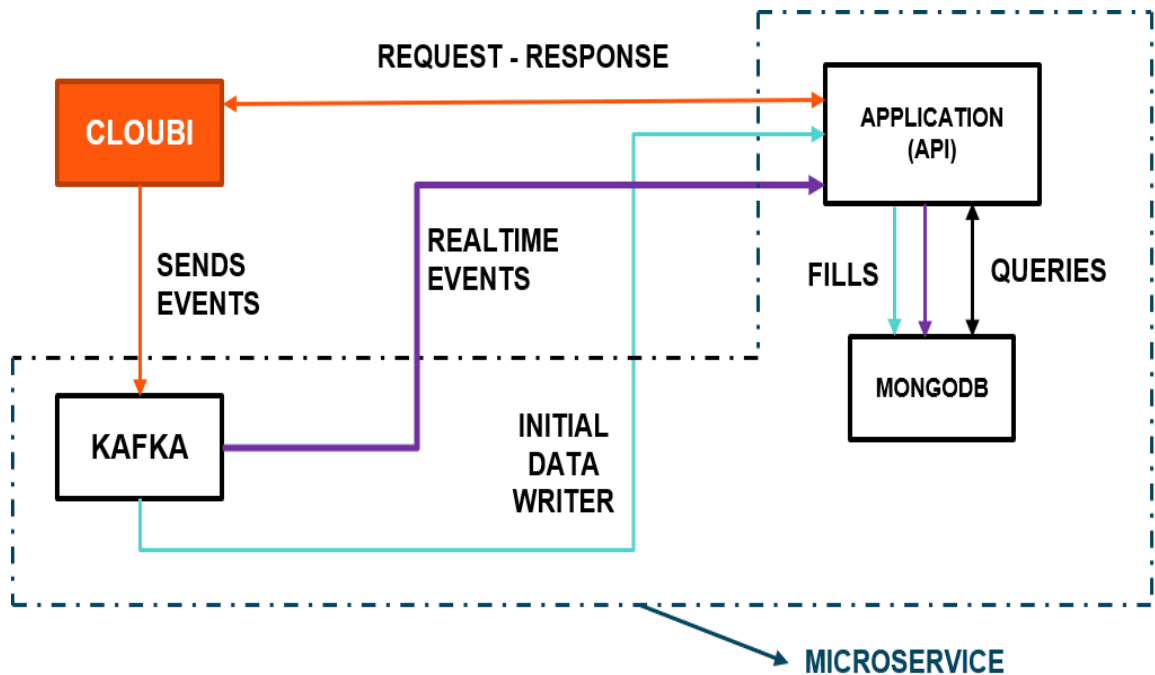 REQUEST - RESPONSE
CLOUBI
APPLICATION
(API)
SENDS
EVENTS
REALTIME
EVENTS
FILLS
QUERIES
MONGODB
KAFKA
INITIAL
DATA
WRITER
MICROSERVICE